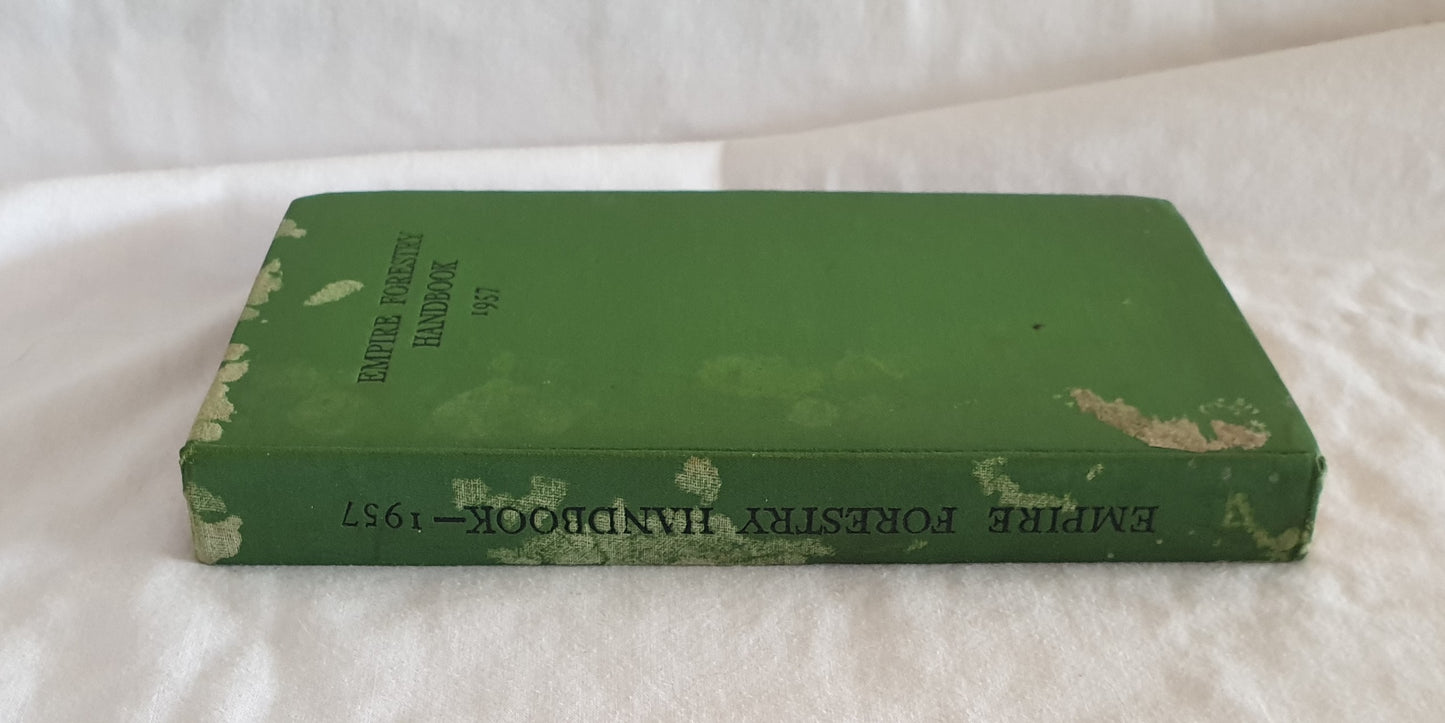 EMPIRE FORESTRY
HANDBOOK
1957
EMPIRE FORESTRY HANDBOOK—1957